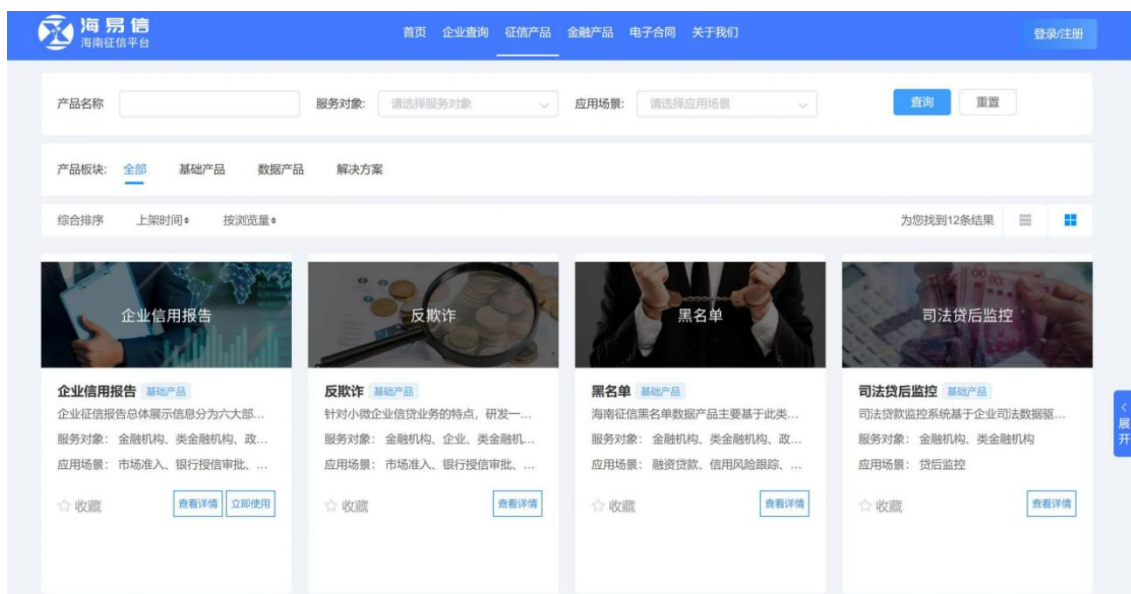 海易信
海南征信平台
首页 企业查询 征信产品 金融产品 电子合同 关于我们
登录/注册
产品名称 服务对象: 请选择服务对象 应用场景: 请选择应用场景 查询 重置
产品板块: 全部 基础产品 数据产品 解决方案
综合排序 上架时间 按浏览量 为您找到12条结果
企业信用报告 反欺诈 黑名单 司法贷后监控
企业信用报告 基础产品
企业征信报告总体展示信息分为六大部...
服务对象: 金融机构、类金融机构、政...
应用场景: 市场准入、银行授信审批、...
收藏 查看详情 立即使用
反欺诈 基础产品
针对小微企业信贷业务的特点，研发一...
服务对象: 金融机构、企业、类金融机...
应用场景: 市场准入、银行授信审批、...
收藏 查看详情
黑名单 基础产品
海南征信黑名单数据产品主要基于此类...
服务对象: 金融机构、类金融机构、政...
应用场景: 融资贷款、信用风险跟踪、...
收藏 查看详情
司法贷后监控 基础产品
司法贷款监控系统基于企业司法数据驱...
服务对象: 金融机构、类金融机构
应用场景: 贷后监控
收藏 查看详情
展开